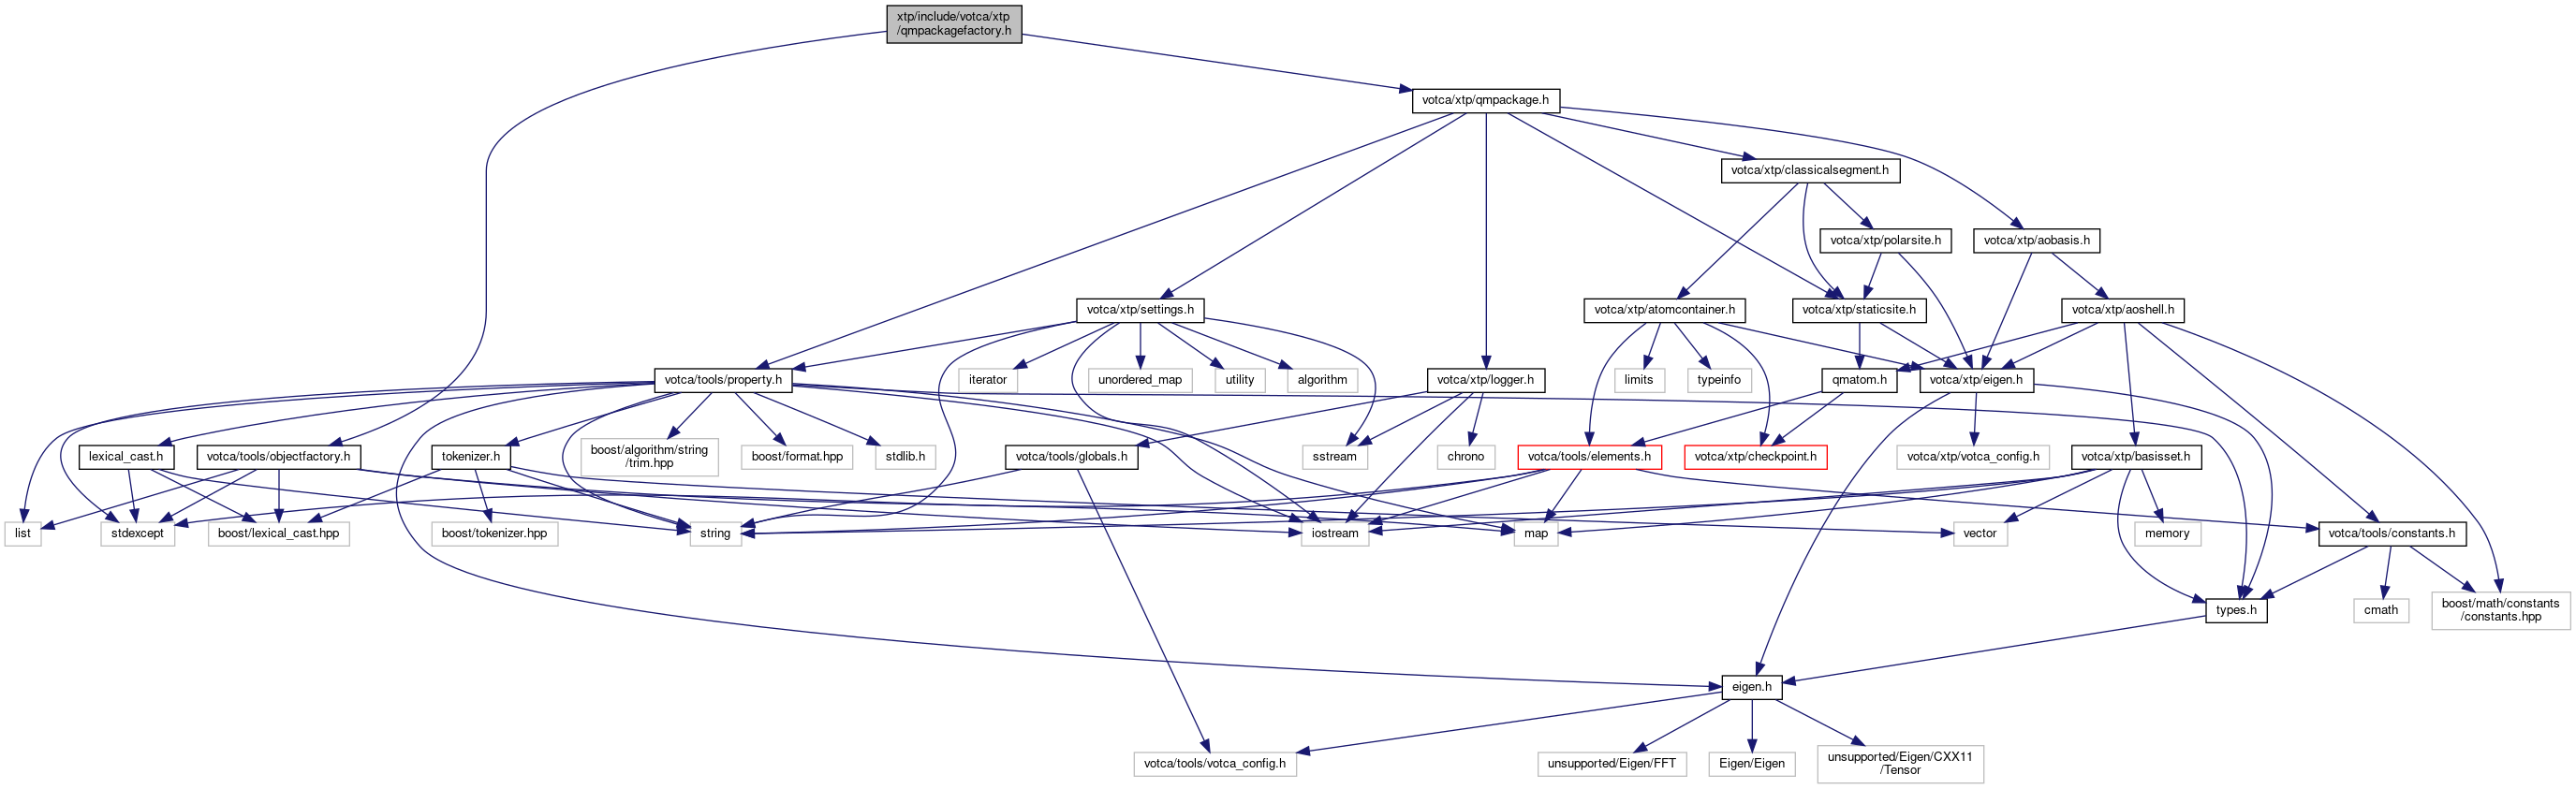 xtp/include/votca/xtp
/qmpackagefactory.h
votca/xtp/qmpackage.h
votca/xtp/classicalsegment.h
votca/xtp/polarsite.h
votca/xtp/aobasis.h
votca/xtp/settings.h
votca/xtp/atomcontainer.h
votca/xtp/staticsite.h
votca/xtp/aoshell.h
votca/tools/property.h
iterator
unordered_map
utility
algorithm
votca/xtp/logger.h
limits
typeinfo
qmatom.h
votca/xtp/eigen.h
lexical_cast.h
votca/tools/objectfactory.h
tokenizer.h
boost/algorithm/string
/trim.hpp
boost/format.hpp
stdlib.h
votca/tools/globals.h
sstream
chrono
votca/tools/elements.h
votca/xtp/checkpoint.h
votca/xtp/votca_config.h
votca/xtp/basisset.h
list
stdexcept
boost/lexical_cast.hpp
boost/tokenizer.hpp
string
iostream
map
vector
memory
votca/tools/constants.h
types.h
cmath
boost/math/constants
/constants.hpp
eigen.h
votca/tools/votca_config.h
unsupported/Eigen/FFT
Eigen/Eigen
unsupported/Eigen/CXX11
/Tensor